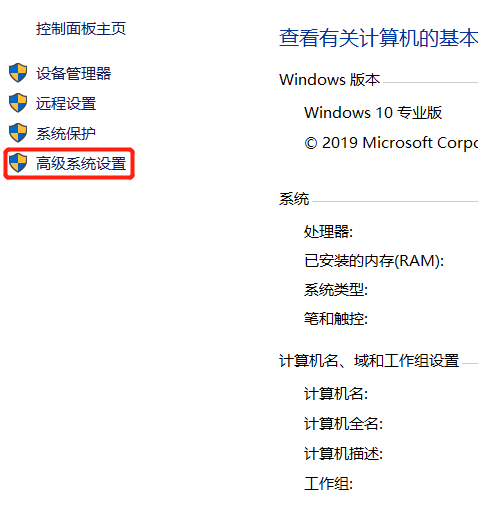 控制面板主页
设备管理器
远程设置
系统保护
高级系统设置
查看有关计算机的基本
Windows 版本
Windows 10 专业版
© 2019 Microsoft Corpo
系统
处理器:
已安装的内存(RAM):
系统类型:
笔和触控:
计算机名、域和工作组设置
计算机名:
计算机全名:
计算机描述:
工作组: